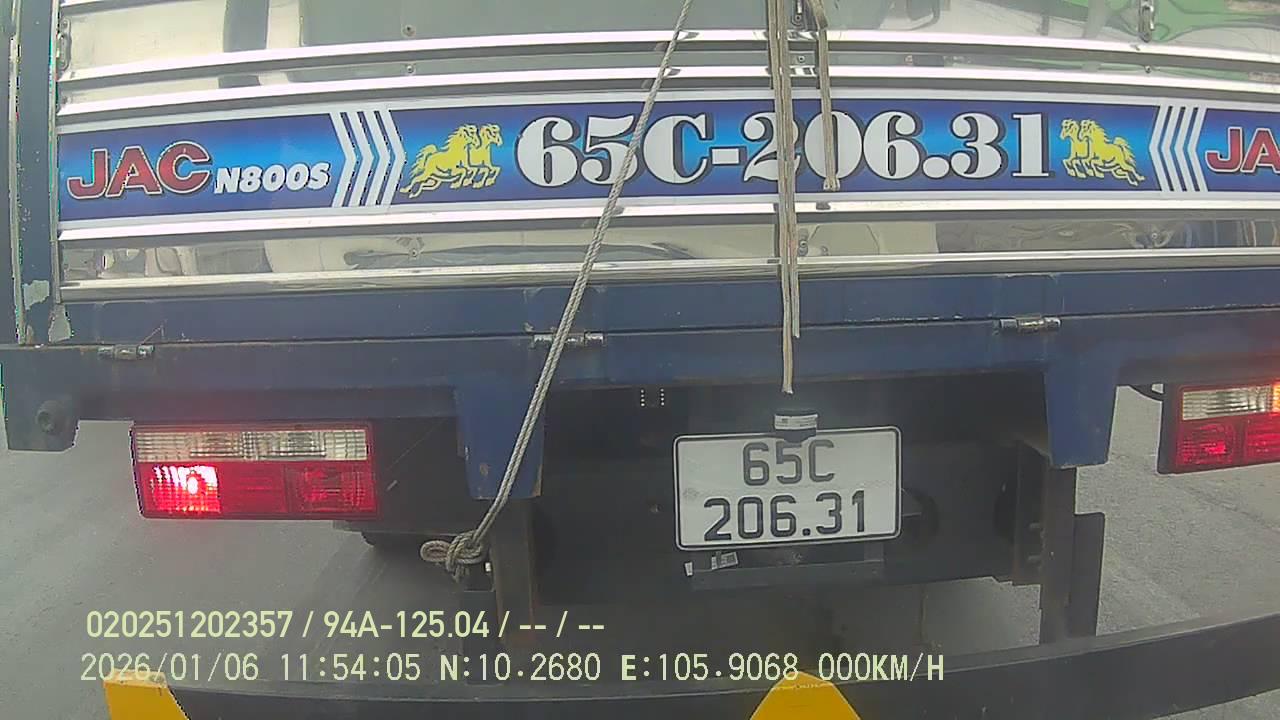 JAC N800S 65C-206.31 JA
65C
206.31
020251202357 / 94A-125.04 / -- / --
2026/01/06 11:54:05 N:10.2680 E:105.9068 000KM/H